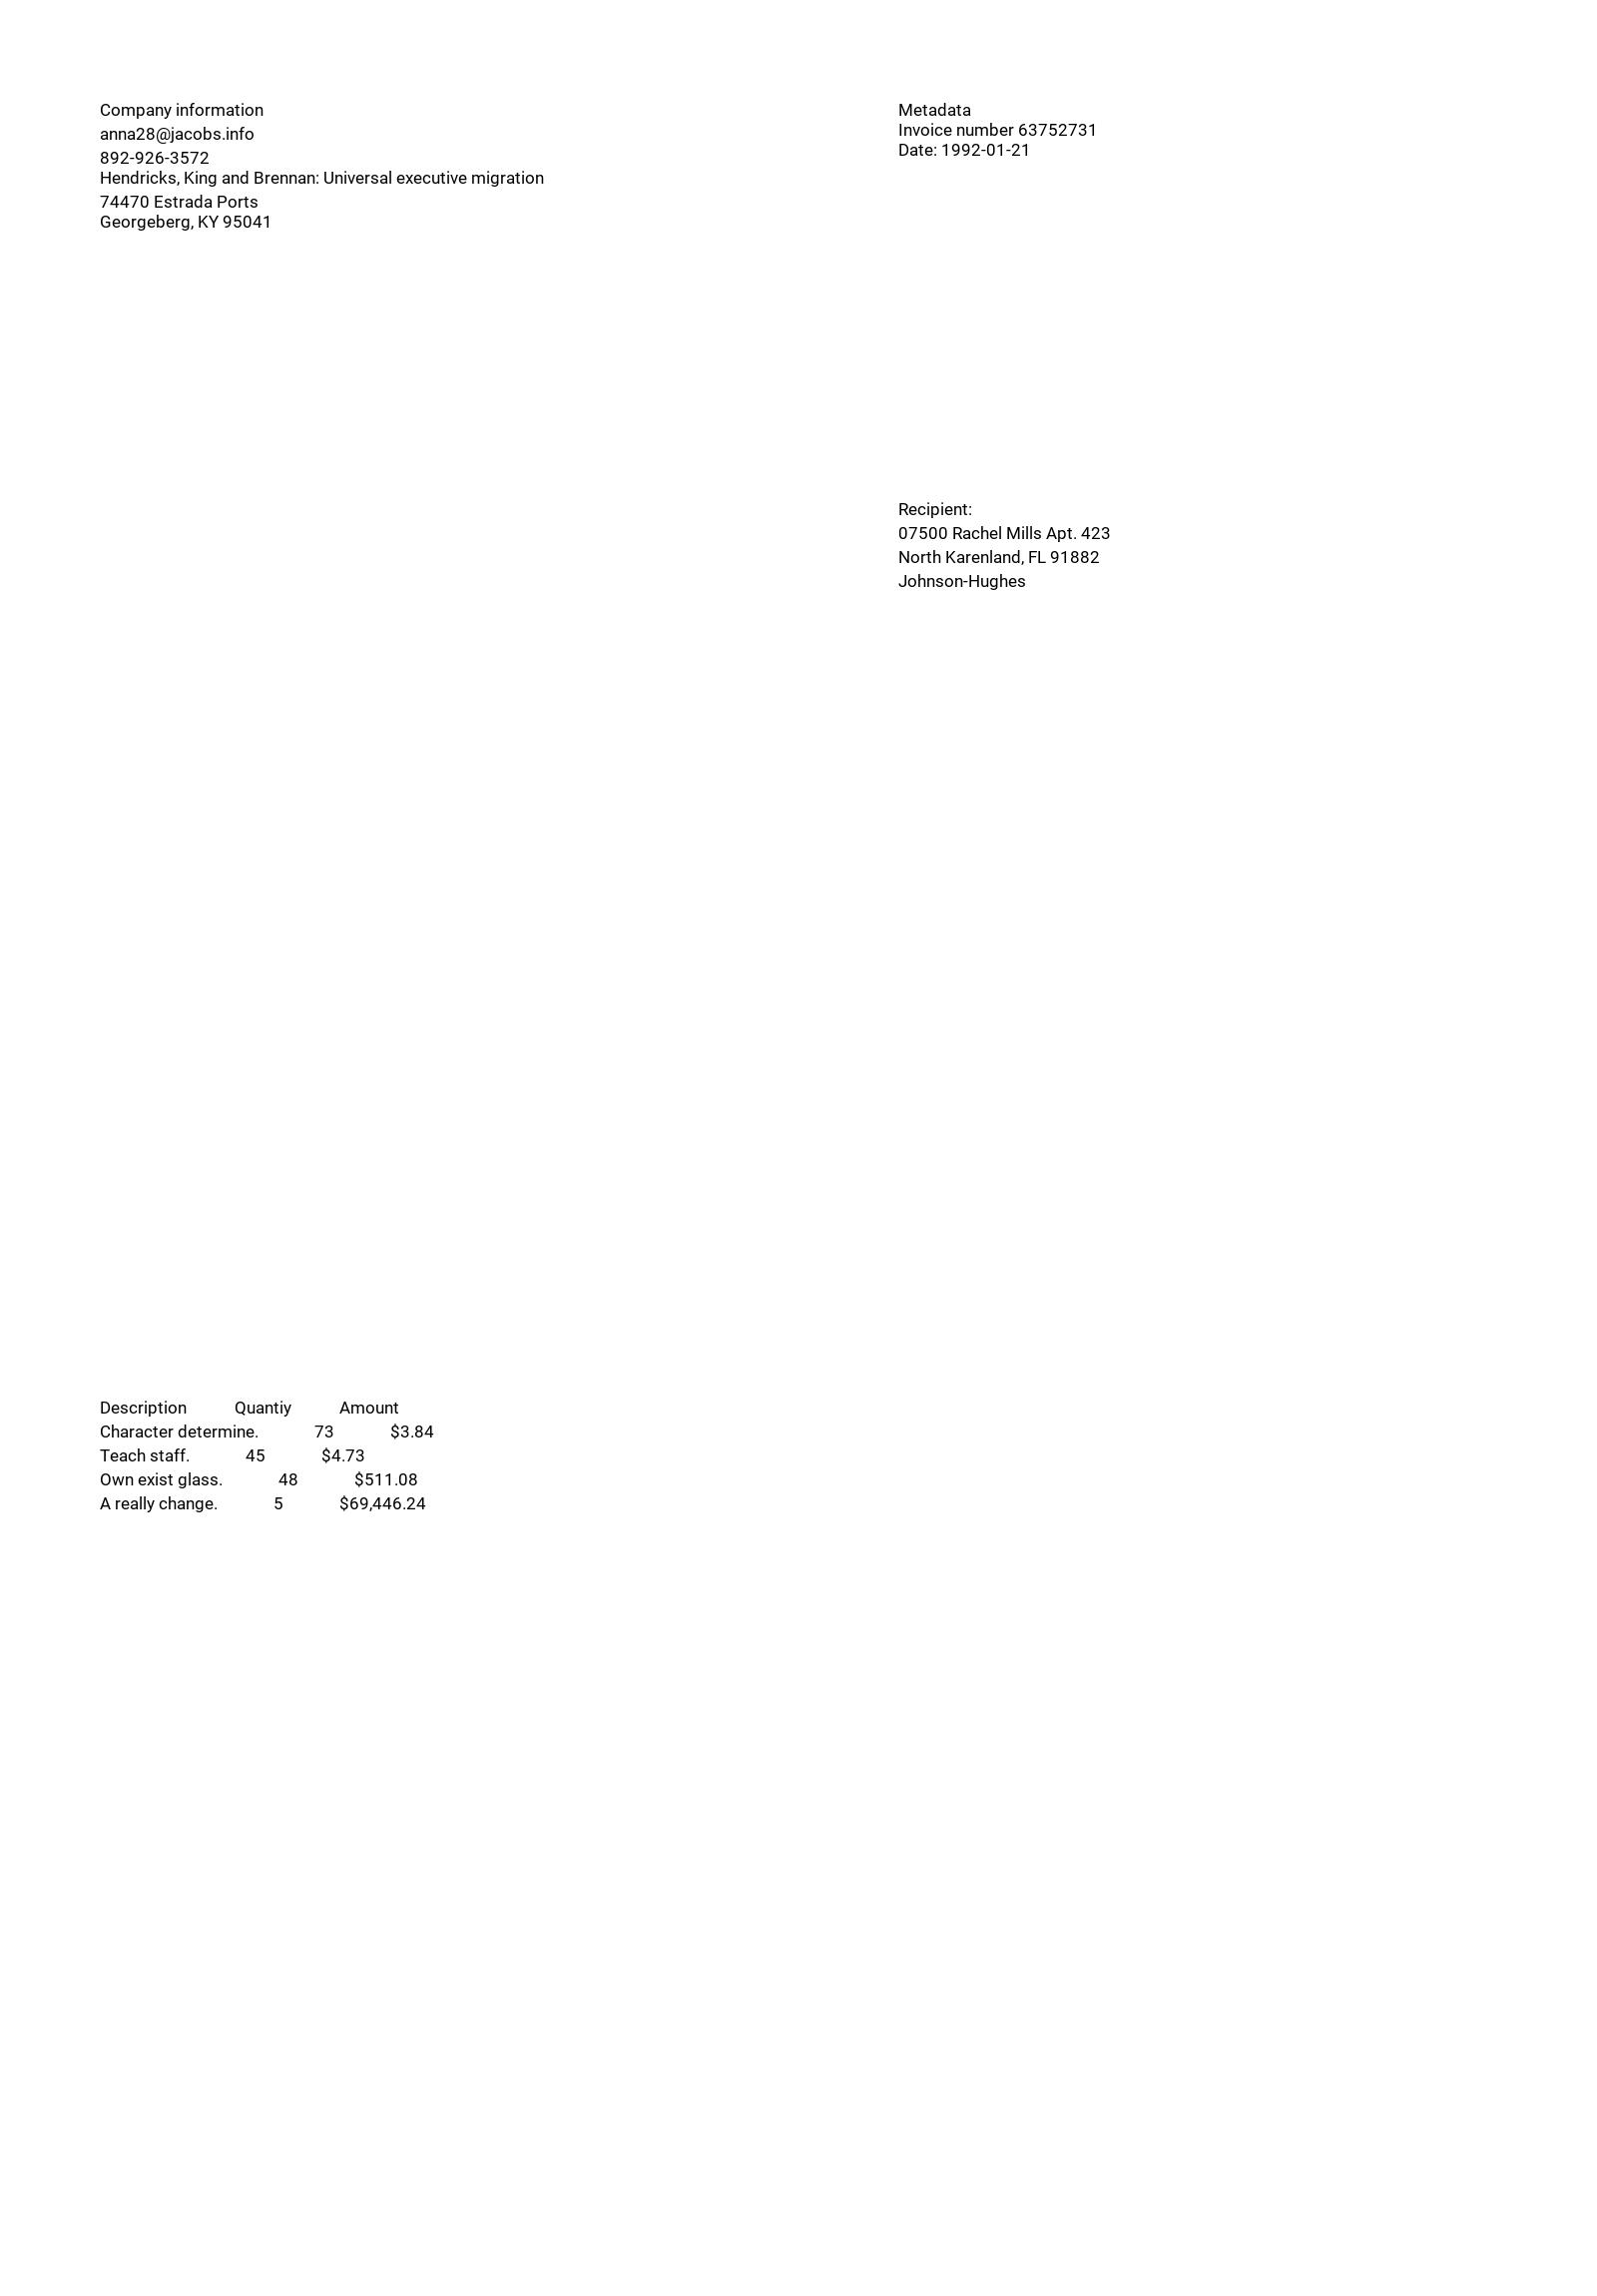 Company information
anna28@jacobs.info
892-926-3572
Hendricks, King and Brennan: Universal executive migration
74470 Estrada Ports
Georgeberg, KY 95041
Metadata
Invoice number 63752731
Date: 1992-01-21
Recipient:
07500 Rachel Mills Apt. 423
North Karenland, FL 91882
Johnson-Hughes
Description Quantiy Amount
Character determine. 73 $3.84
Teach staff. 45 $4.73
Own exist glass. 48 $511.08
A really change. 5 $69,446.24